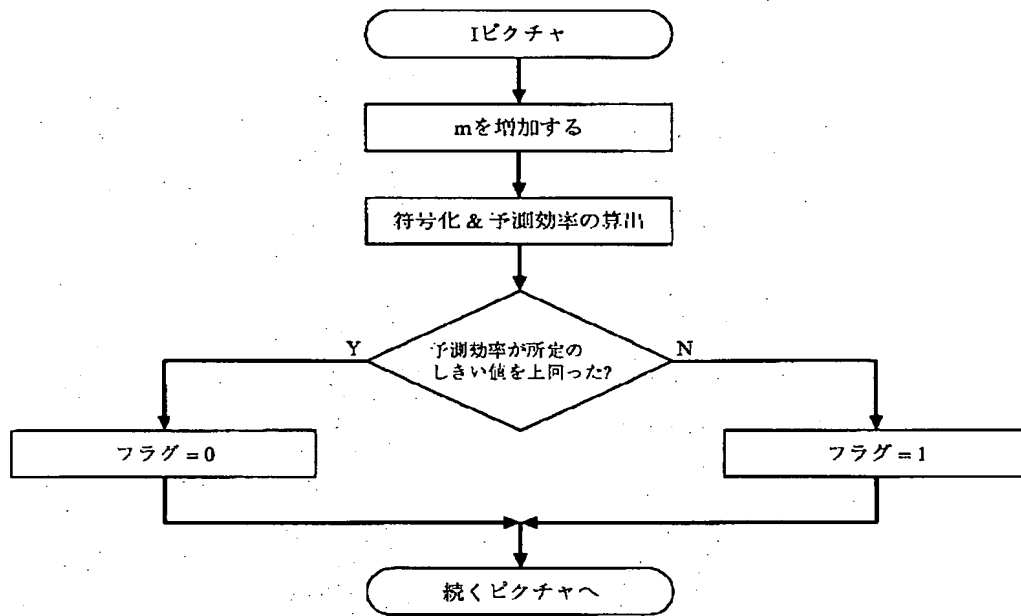 Iピクチャ
mを増加する
符号化 & 予測効率の算出
予測効率が所定の
しきい値を上回った?
Y
N
フラグ = 0
フラグ = 1
続くピクチャへ